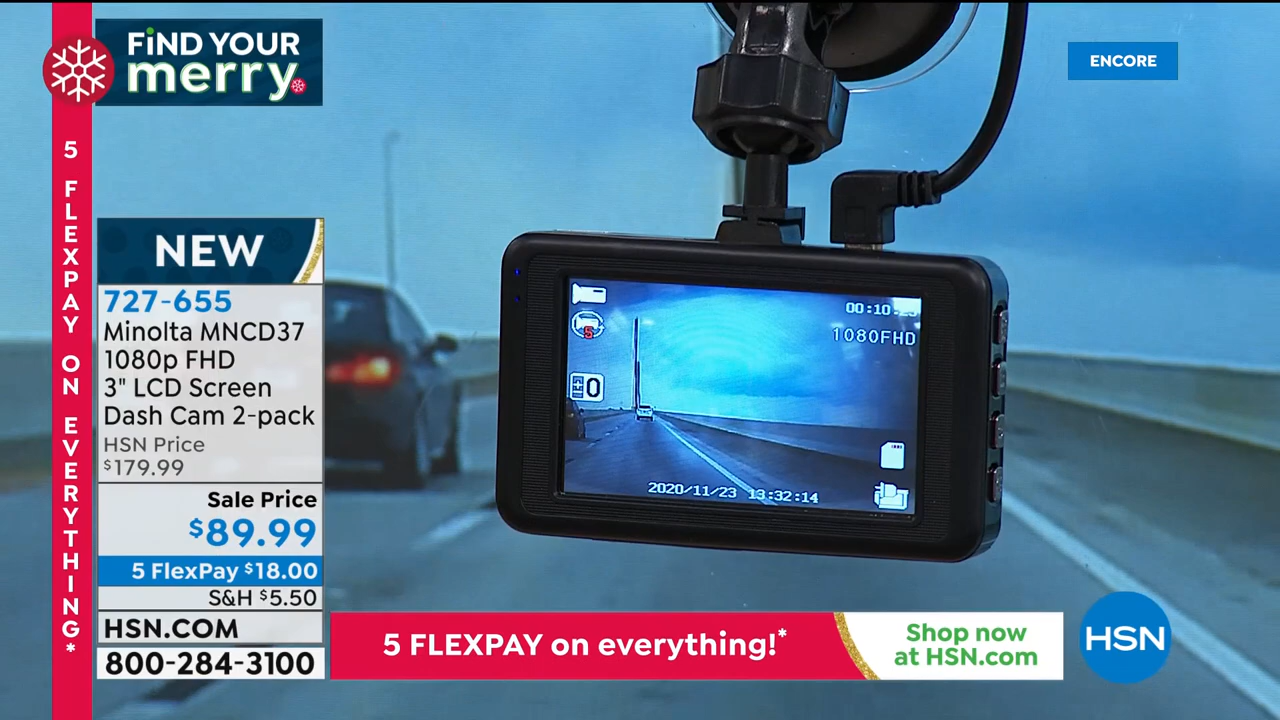 FiND YOUR
merry.
ENCORE
5 FLEXPAY ON EVERYTHING*
NEW
727-655
Minolta MNCD37
1080p FHD
3" LCD Screen
Dash Cam 2-pack
HSN Price
$179.99
Sale Price
$89.99
5 FlexPay $18.00
S&H $5.50
HSN.COM
800-284-3100
1080FHD
2020/11/23 13:32:14
5 FLEXPAY on everything!*
Shop now
at HSN.com
HSN